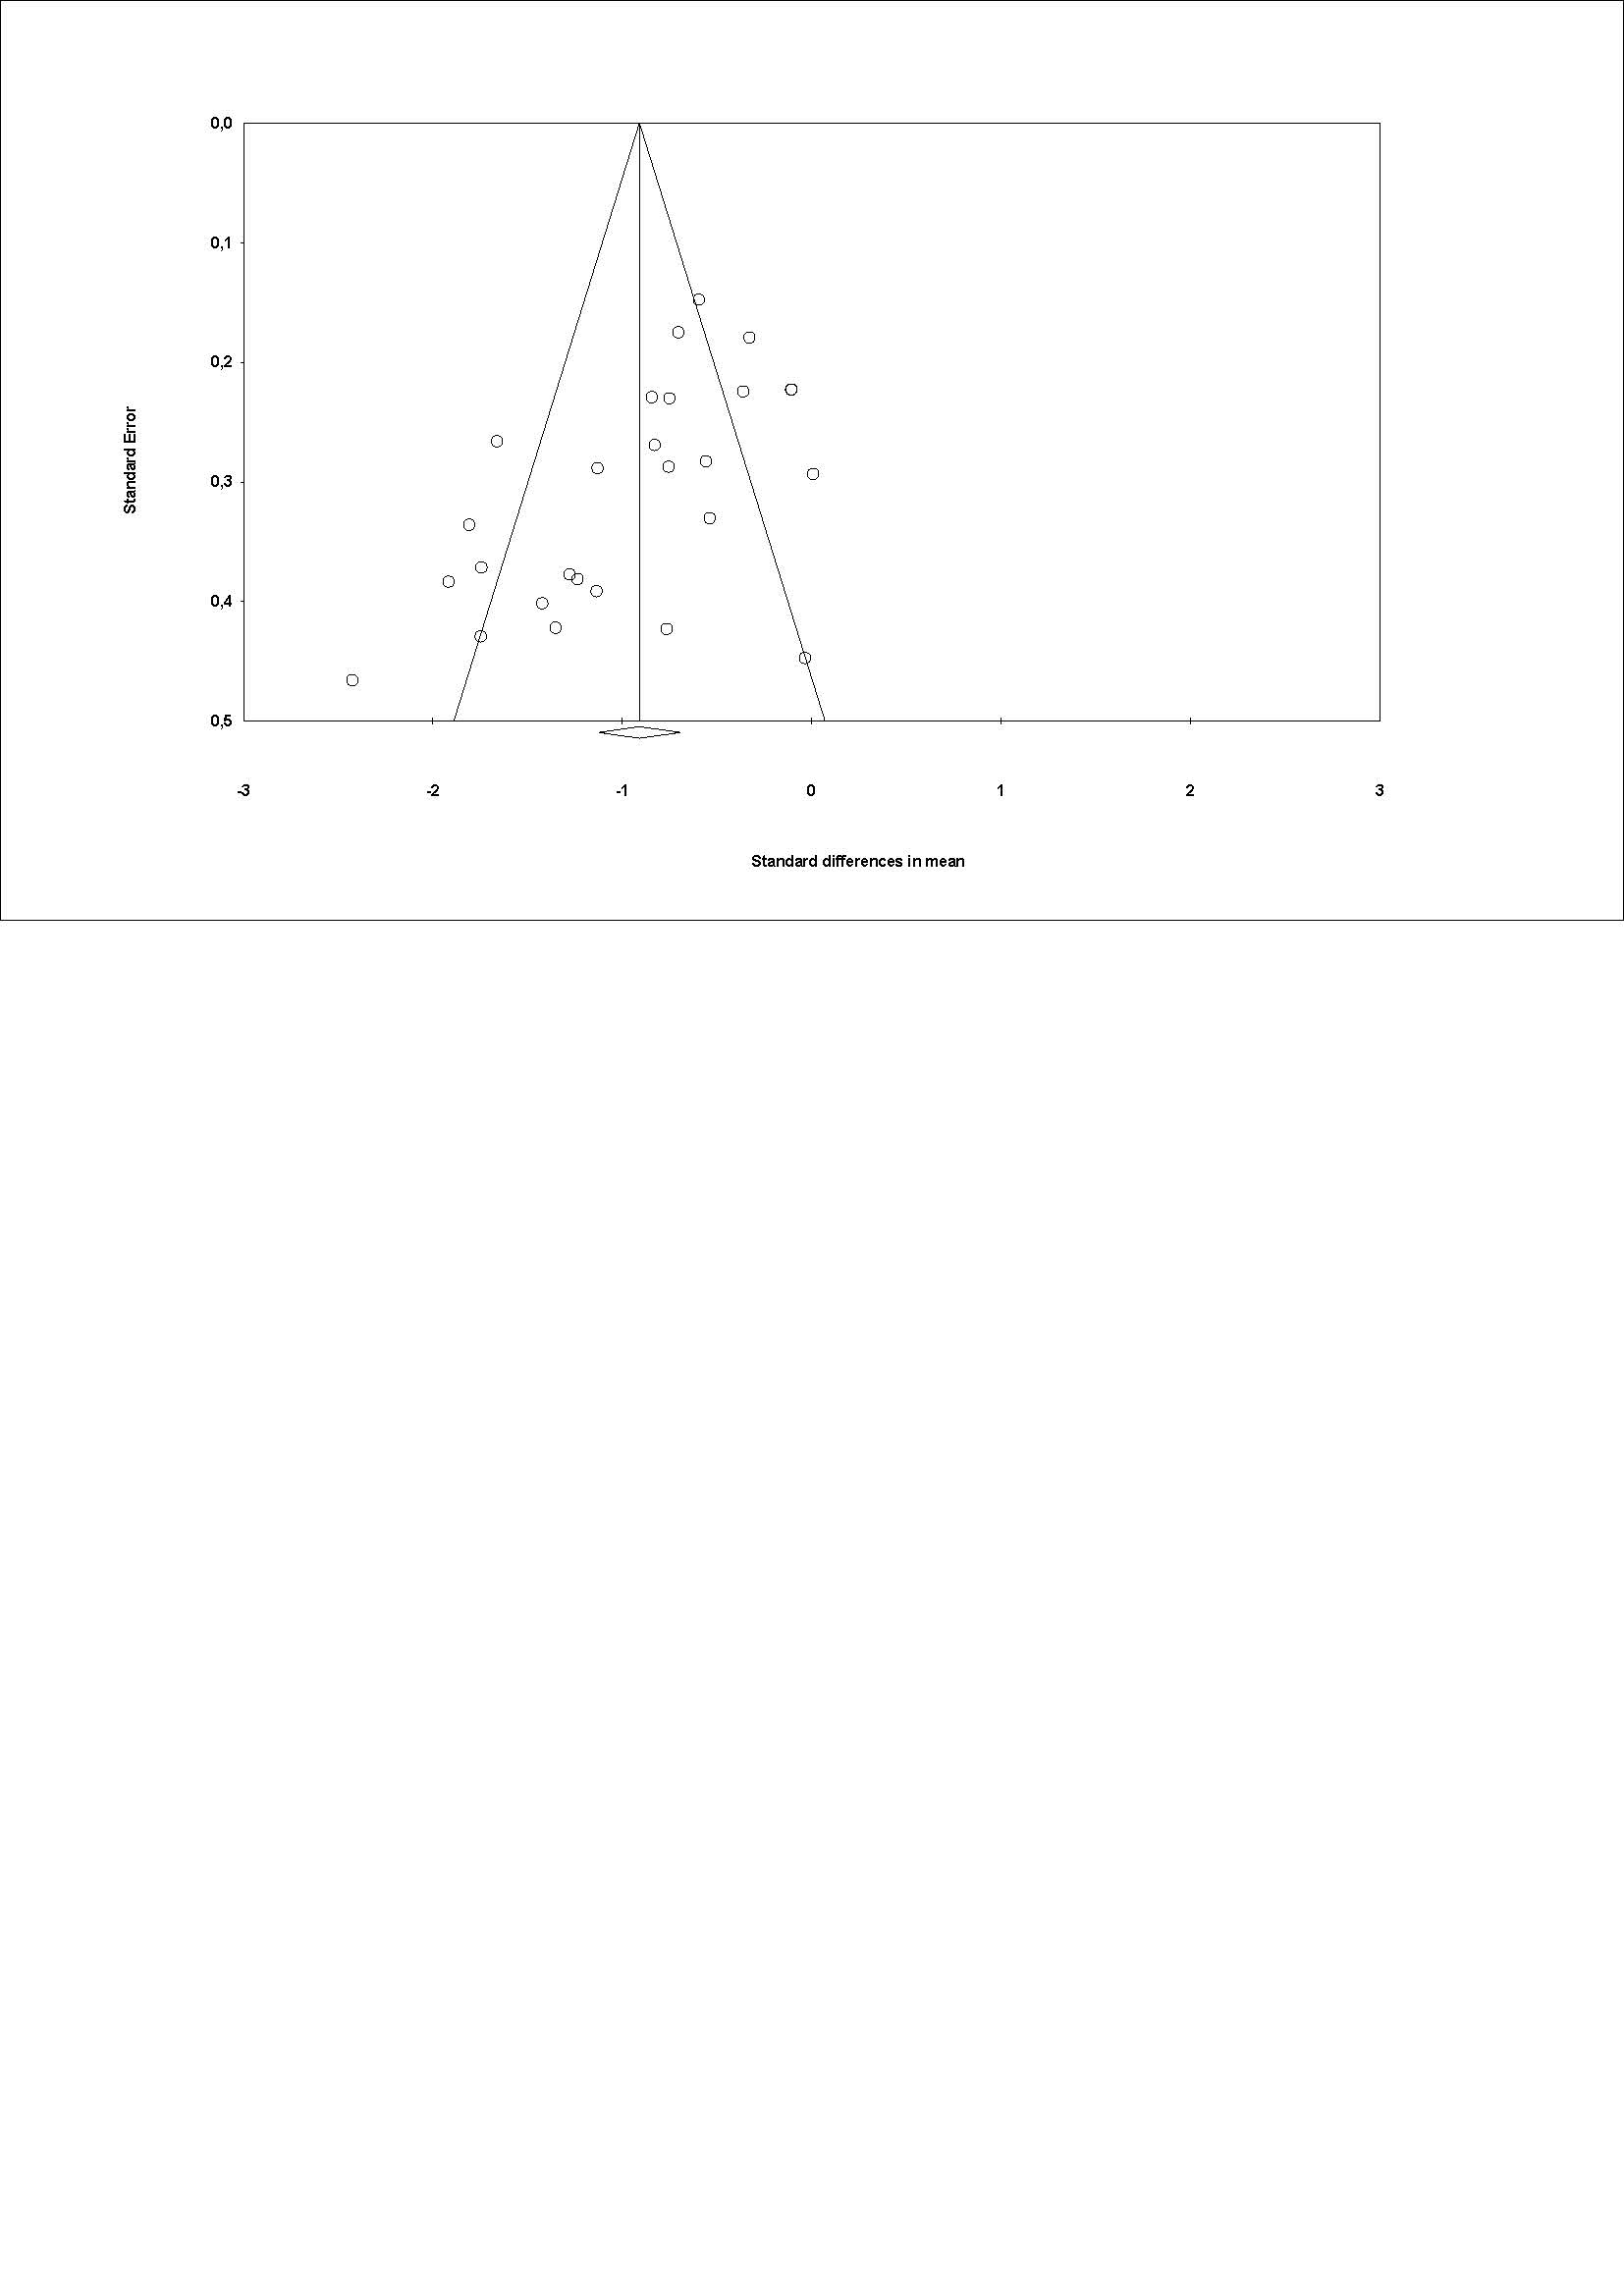 0,0
0,1
0,2
0,3
0,4
0,5
Standard Error
-3 -2 -1 0 1 2 3
Standard differences in mean